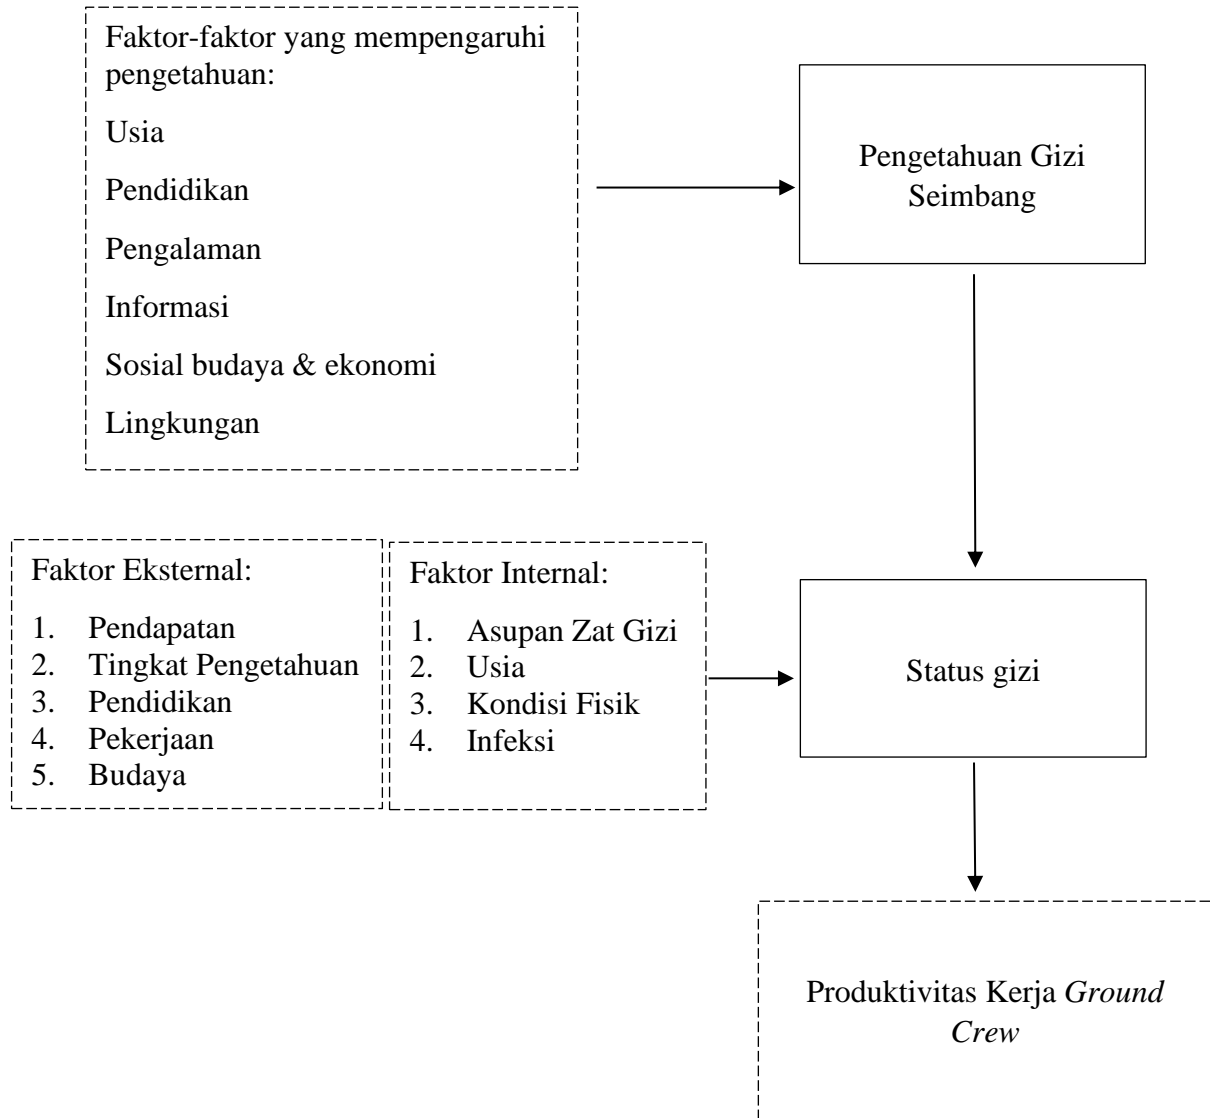 Faktor-faktor yang mempengaruhi
pengetahuan:
Usia
Pendidikan
Pengalaman
Informasi
Sosial budaya & ekonomi
Lingkungan
Pengetahuan Gizi
Seimbang
Faktor Eksternal:
1. Pendapatan
2. Tingkat Pengetahuan
3. Pendidikan
4. Pekerjaan
5. Budaya
Faktor Internal:
1. Asupan Zat Gizi
2. Usia
3. Kondisi Fisik
4. Infeksi
Status gizi
Produktivitas Kerja Ground
Crew